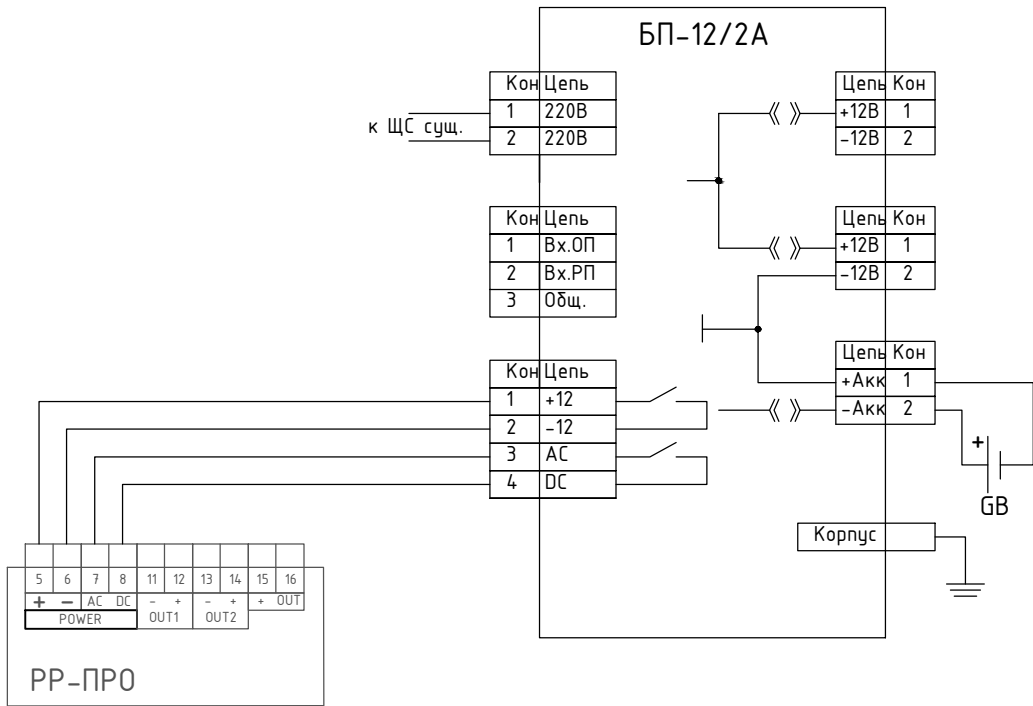 БП-12/2А
Кон Цепь
1 220В
2 220В
к ЩС сущ.
Кон Цепь
1 Вх.ОП
2 Вх.РП
3 Общ.
Кон Цепь
1 +12
2 -12
3 АС
4 DC
Цепь Кон
+12В 1
-12В 2
Цепь Кон
+12В 1
-12В 2
Цепь Кон
+Акк 1
-Акк 2
+
GB
Корпус
5 6 7 8 11 12 13 14 15 16
+ - AC DC - + - + + OUT
POWER OUT1 OUT2
РР-ПРО